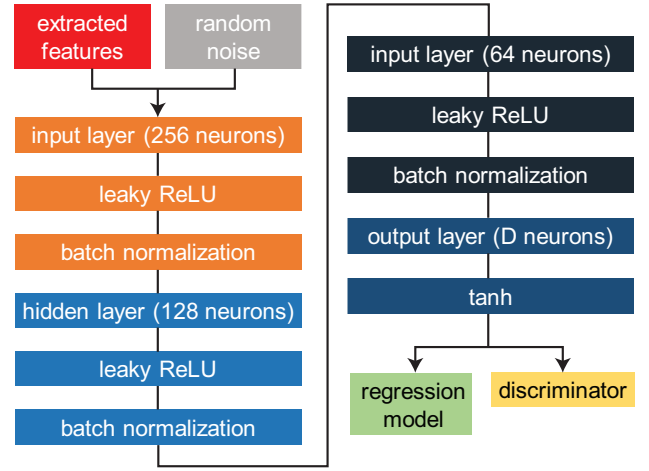 extracted
features
random
noise
input layer (256 neurons)
leaky ReLU
batch normalization
hidden layer (128 neurons)
leaky ReLU
batch normalization
input layer (64 neurons)
leaky ReLU
batch normalization
output layer (D neurons)
tanh
regression
model
discriminator